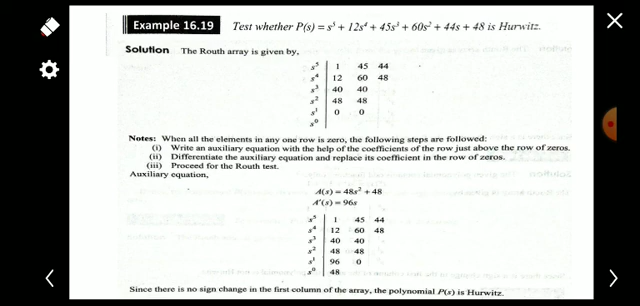 Example 16.19 Test whether P(s) = s⁵ + 12s⁴ + 45s³ + 60s² + 44s + 48 is Hurwitz.
Solution The Routh array is given by,
s⁵ 1 45 44
s⁴ 12 60 48
s³ 40 40
s² 48 48
s¹ 0 0
s⁰
Notes: When all the elements in any one row is zero, the following steps are followed:
(i) Write an auxiliary equation with the help of the coefficients of the row just above the row of zeros.
(ii) Differentiate the auxiliary equation and replace its coefficient in the row of zeros.
(iii) Proceed for the Routh test.
Auxiliary equation,
A(s) = 48s² + 48
A′(s) = 96s
s⁵ 1 45 44
s⁴ 12 60 48
s³ 40 40
s² 48 48
s¹ 96 0
s⁰ 48
Since there is no sign change in the first column of the array, the polynomial P(s) is Hurwitz.